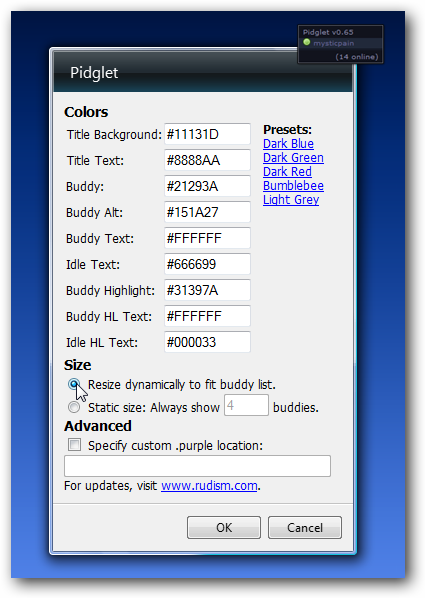 Pidglet v0.65
mysticpain
(14 online)
Pidglet
Colors
Title Background: #11131D
Title Text: #8888AA
Buddy: #21293A
Buddy Alt: #151A27
Buddy Text: #FFFFFF
Idle Text: #666699
Buddy Highlight: #31397A
Buddy HL Text: #FFFFFF
Idle HL Text: #000033
Presets:
Dark Blue
Dark Green
Dark Red
Bumblebee
Light Grey
Size
Resize dynamically to fit buddy list.
Static size: Always show 4 buddies.
Advanced
Specify custom .purple location:
For updates, visit www.rudism.com.
OK Cancel